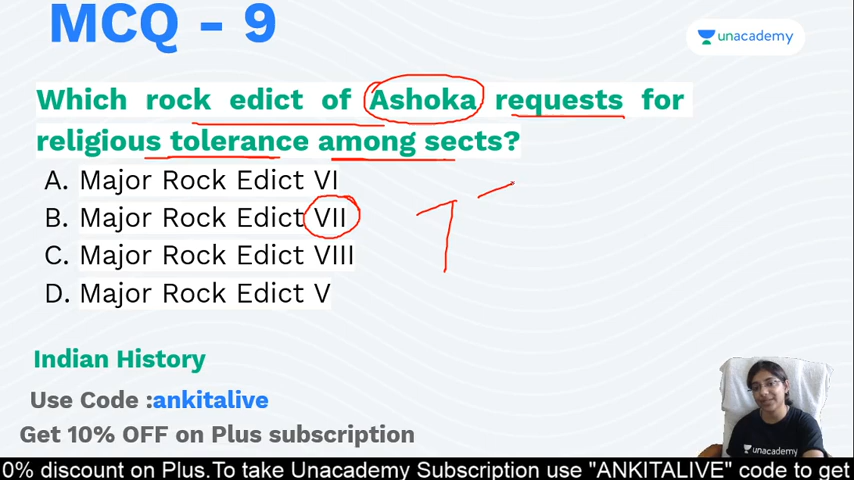 MCQ - 9
unacademy
Which rock edict of Ashoka requests for
religious tolerance among sects?
A. Major Rock Edict VI
B. Major Rock Edict VII
C. Major Rock Edict VIII
D. Major Rock Edict V
7
Indian History
Use Code :ankitalive
Get 10% OFF on Plus subscription
unacademy
0% discount on Plus.To take Unacademy Subscription use "ANKITALIVE" code to get